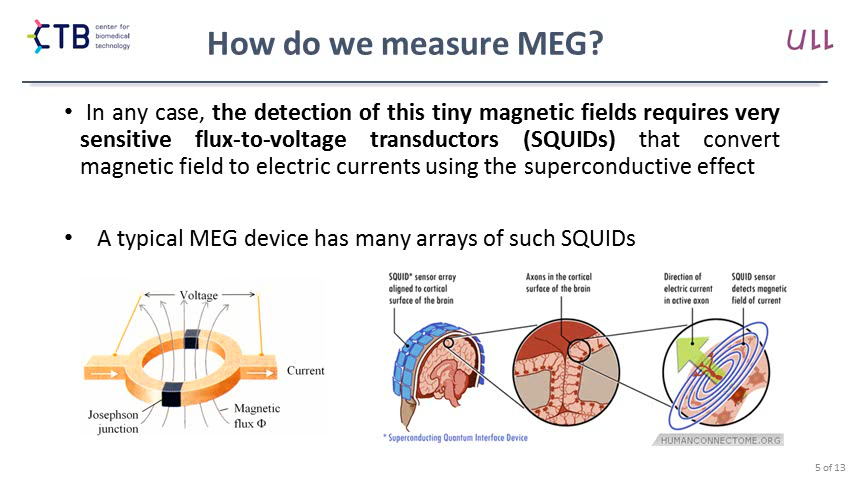 CTB
center for
biomedical
technology
How do we measure MEG?
ULL
• In any case, the detection of this tiny magnetic fields requires very
sensitive flux-to-voltage transductors (SQUIDs) that convert
magnetic field to electric currents using the superconductive effect
• A typical MEG device has many arrays of such SQUIDs
Voltage
Current
Josephson
junction
Magnetic
flux Φ
SQUID* sensor array
aligned to cortical
surface of the brain
Axons in the cortical
surface of the brain
Direction of
electric current
in active axon
SQUID sensor
detects magnetic
field of current
* Superconducting Quantum Interface Device
HUMANCONNECTOME.ORG
5 of 13